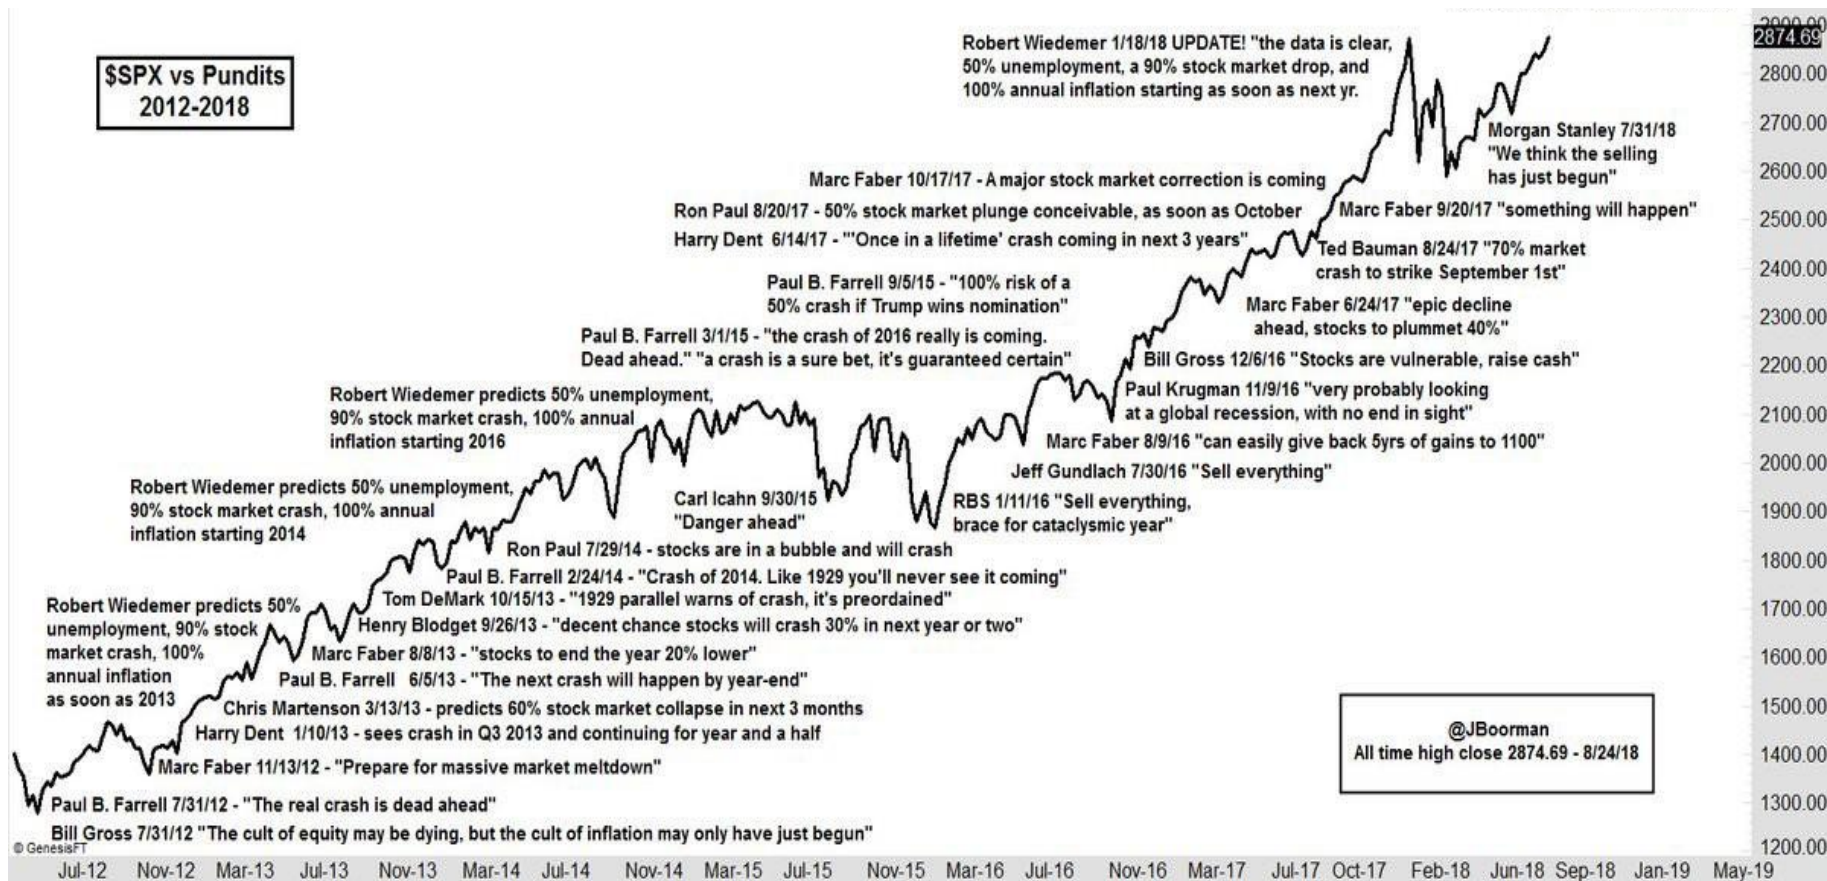 $SPX vs Pundits
2012-2018
Robert Wiedemer 1/18/18 UPDATE! "the data is clear,
50% unemployment, a 90% stock market drop, and
100% annual inflation starting as soon as next yr.
Morgan Stanley 7/31/18
"We think the selling
has just begun"
Marc Faber 10/17/17 - A major stock market correction is coming
Ron Paul 8/20/17 - 50% stock market plunge conceivable, as soon as October
Marc Faber 9/20/17 "something will happen"
Harry Dent 6/14/17 - "'Once in a lifetime' crash coming in next 3 years"
Ted Bauman 8/24/17 "70% market
crash to strike September 1st"
Paul B. Farrell 9/5/15 - "100% risk of a
50% crash if Trump wins nomination"
Marc Faber 6/24/17 "epic decline
ahead, stocks to plummet 40%"
Paul B. Farrell 3/1/15 - "the crash of 2016 really is coming.
Dead ahead." "a crash is a sure bet, it's guaranteed certain"
Bill Gross 12/6/16 "Stocks are vulnerable, raise cash"
Robert Wiedemer predicts 50% unemployment,
90% stock market crash, 100% annual
inflation starting 2016
Paul Krugman 11/9/16 "very probably looking
at a global recession, with no end in sight"
Marc Faber 8/9/16 "can easily give back 5yrs of gains to 1100"
Jeff Gundlach 7/30/16 "Sell everything"
Robert Wiedemer predicts 50% unemployment,
90% stock market crash, 100% annual
inflation starting 2014
Carl Icahn 9/30/15
"Danger ahead"
RBS 1/11/16 "Sell everything,
brace for cataclysmic year"
Ron Paul 7/29/14 - stocks are in a bubble and will crash
Paul B. Farrell 2/24/14 - "Crash of 2014. Like 1929 you'll never see it coming"
Tom DeMark 10/15/13 - "1929 parallel warns of crash, it's preordained"
Robert Wiedemer predicts 50%
unemployment, 90% stock
market crash, 100%
annual inflation
as soon as 2013
Henry Blodget 9/26/13 - "decent chance stocks will crash 30% in next year or two"
Marc Faber 8/8/13 - "stocks to end the year 20% lower"
Paul B. Farrell 6/5/13 - "The next crash will happen by year-end"
Chris Martenson 3/13/13 - predicts 60% stock market collapse in next 3 months
Harry Dent 1/10/13 - sees crash in Q3 2013 and continuing for year and a half
Marc Faber 11/13/12 - "Prepare for massive market meltdown"
Paul B. Farrell 7/31/12 - "The real crash is dead ahead"
Bill Gross 7/31/12 "The cult of equity may be dying, but the cult of inflation may only have just begun"
@JBoorman
All time high close 2874.69 - 8/24/18
© GenesisFT
2900.00
2874.69
2800.00
2700.00
2600.00
2500.00
2400.00
2300.00
2200.00
2100.00
2000.00
1900.00
1800.00
1700.00
1600.00
1500.00
1400.00
1300.00
1200.00
Jul-12 Nov-12 Mar-13 Jul-13 Nov-13 Mar-14 Jul-14 Nov-14 Mar-15 Jul-15 Nov-15 Mar-16 Jul-16 Nov-16 Mar-17 Jul-17 Oct-17 Feb-18 Jun-18 Sep-18 Jan-19 May-19